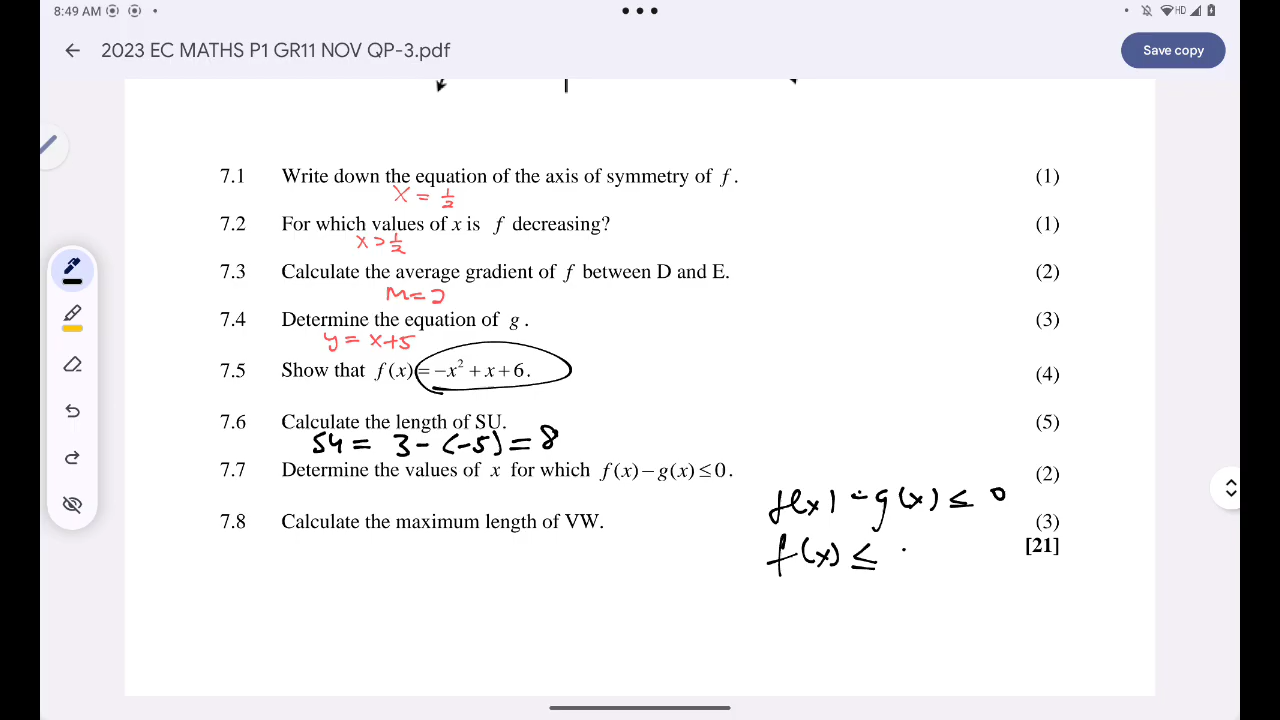 8:49 AM
HD
2023 EC MATHS P1 GR11 NOV QP-3.pdf
Save copy
7.1 Write down the equation of the axis of symmetry of f. (1)
x = 1/2
7.2 For which values of x is f decreasing? (1)
x > 1/2
7.3 Calculate the average gradient of f between D and E. (2)
m = 2
7.4 Determine the equation of g. (3)
y = x+5
7.5 Show that f(x) = −x² + x + 6. (4)
7.6 Calculate the length of SU. (5)
SU = 3 - (-5) = 8
7.7 Determine the values of x for which f(x) − g(x) ≤ 0. (2)
f(x) - g(x) ≤ 0
7.8 Calculate the maximum length of VW. (3)
f(x) ≤
[21]